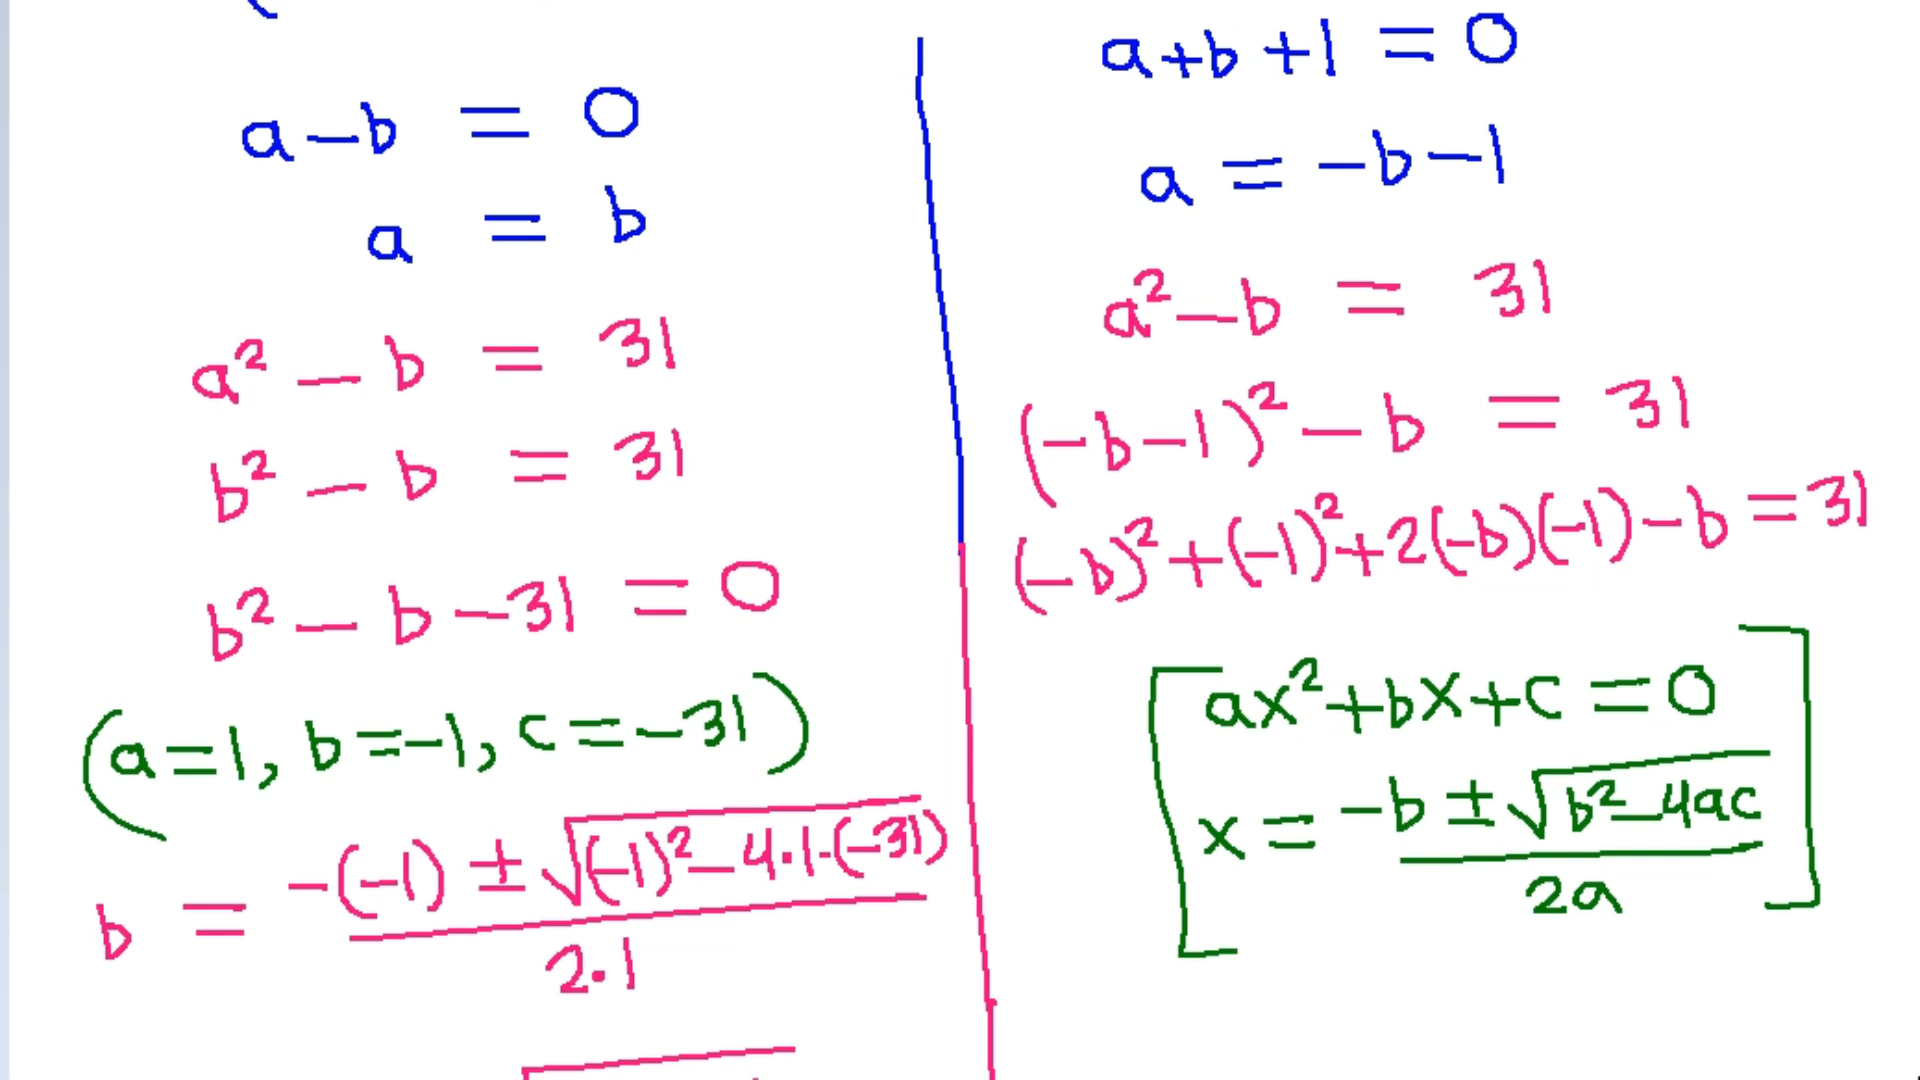 a-b = 0
a = b
a² - b = 31
b² - b = 31
b² - b - 31 = 0
(a=1, b=-1, c=-31)
b = (-(-1) ± √((-1)² - 4·1·(-31))) / 2·1
a+b+1 = 0
a = -b-1
a² - b = 31
(-b-1)² - b = 31
(-b)² + (-1)² + 2(-b)(-1) - b = 31
[ax² + bx + c = 0
x = (-b ± √(b² - 4ac)) / 2a]